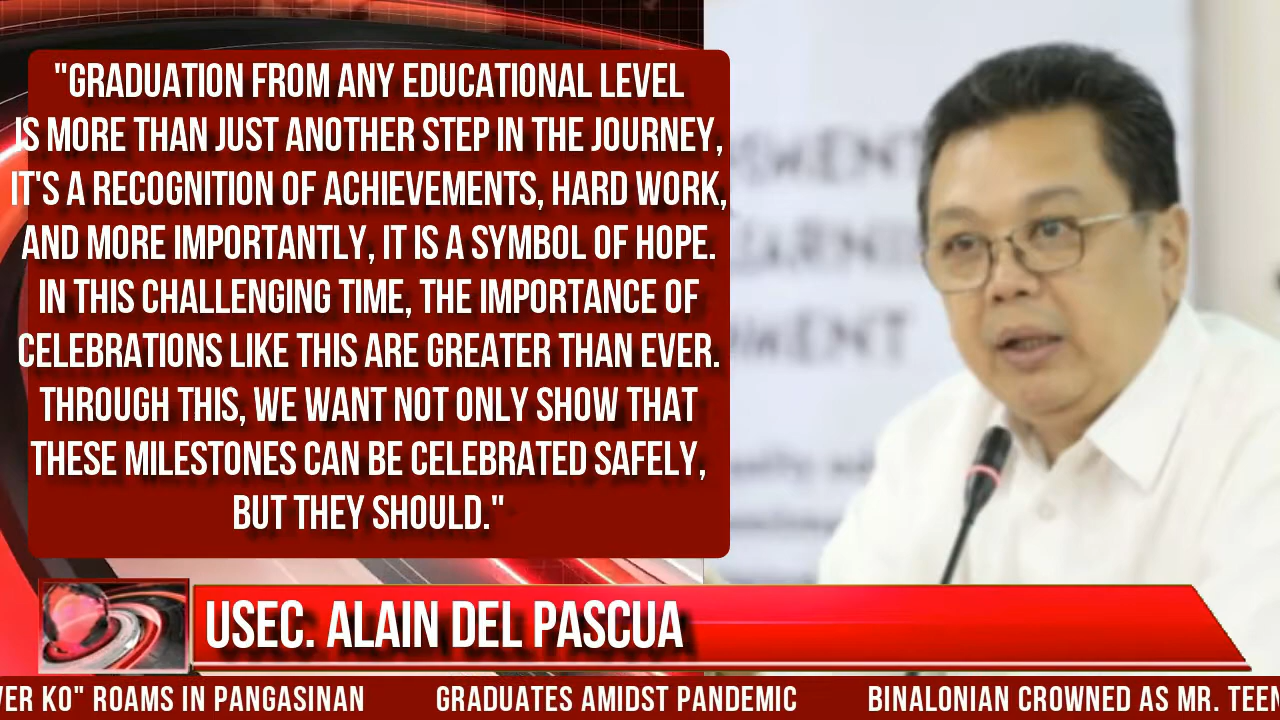 "GRADUATION FROM ANY EDUCATIONAL LEVEL
IS MORE THAN JUST ANOTHER STEP IN THE JOURNEY,
IT'S A RECOGNITION OF ACHIEVEMENTS, HARD WORK,
AND MORE IMPORTANTLY, IT IS A SYMBOL OF HOPE.
IN THIS CHALLENGING TIME, THE IMPORTANCE OF
CELEBRATIONS LIKE THIS ARE GREATER THAN EVER.
THROUGH THIS, WE WANT NOT ONLY SHOW THAT
THESE MILESTONES CAN BE CELEBRATED SAFELY,
BUT THEY SHOULD."
USEC. ALAIN DEL PASCUA
VER KO" ROAMS IN PANGASINAN GRADUATES AMIDST PANDEMIC BINALONIAN CROWNED AS MR. TEEN